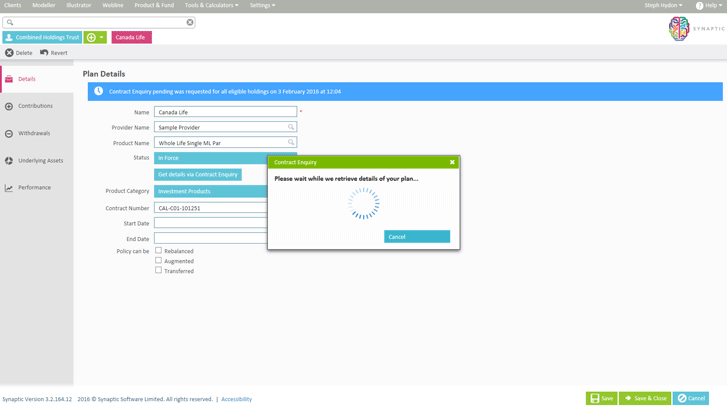 Clients Modeller Illustrator Webline Product & Fund Tools & Calculators Settings Steph Hydon Help
SYNAPTIC
Combined Holdings Trust Canada Life
Delete Revert
Plan Details
Details
Contributions
Withdrawals
Underlying Assets
Performance
Contract Enquiry pending was requested for all eligible holdings on 3 February 2016 at 12:04
Name Canada Life *
Provider Name Sample Provider
Product Name Whole Life Single ML Par
Status In Force
Get details via Contract Enquiry
Product Category Investment Products
Contract Number CAL-C01-101251
Start Date
End Date
Policy can be Rebalanced
Augmented
Transferred
Contract Enquiry
Please wait while we retrieve details of your plan...
Cancel
Synaptic Version 3.2.164.12 2016 © Synaptic Software Limited. All rights reserved. | Accessibility
Save Save & Close Cancel